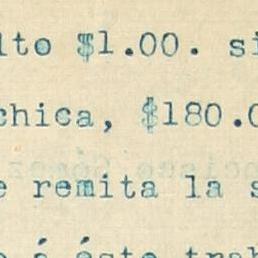 lto $1.00. si
chica, $180.0
e remita la s